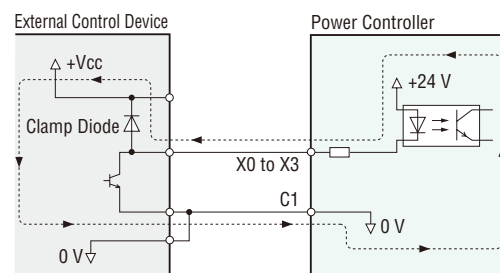 External Control Device
Power Controller
+Vcc
+24 V
Clamp Diode
X0 to X3
C1
0 V
0 V